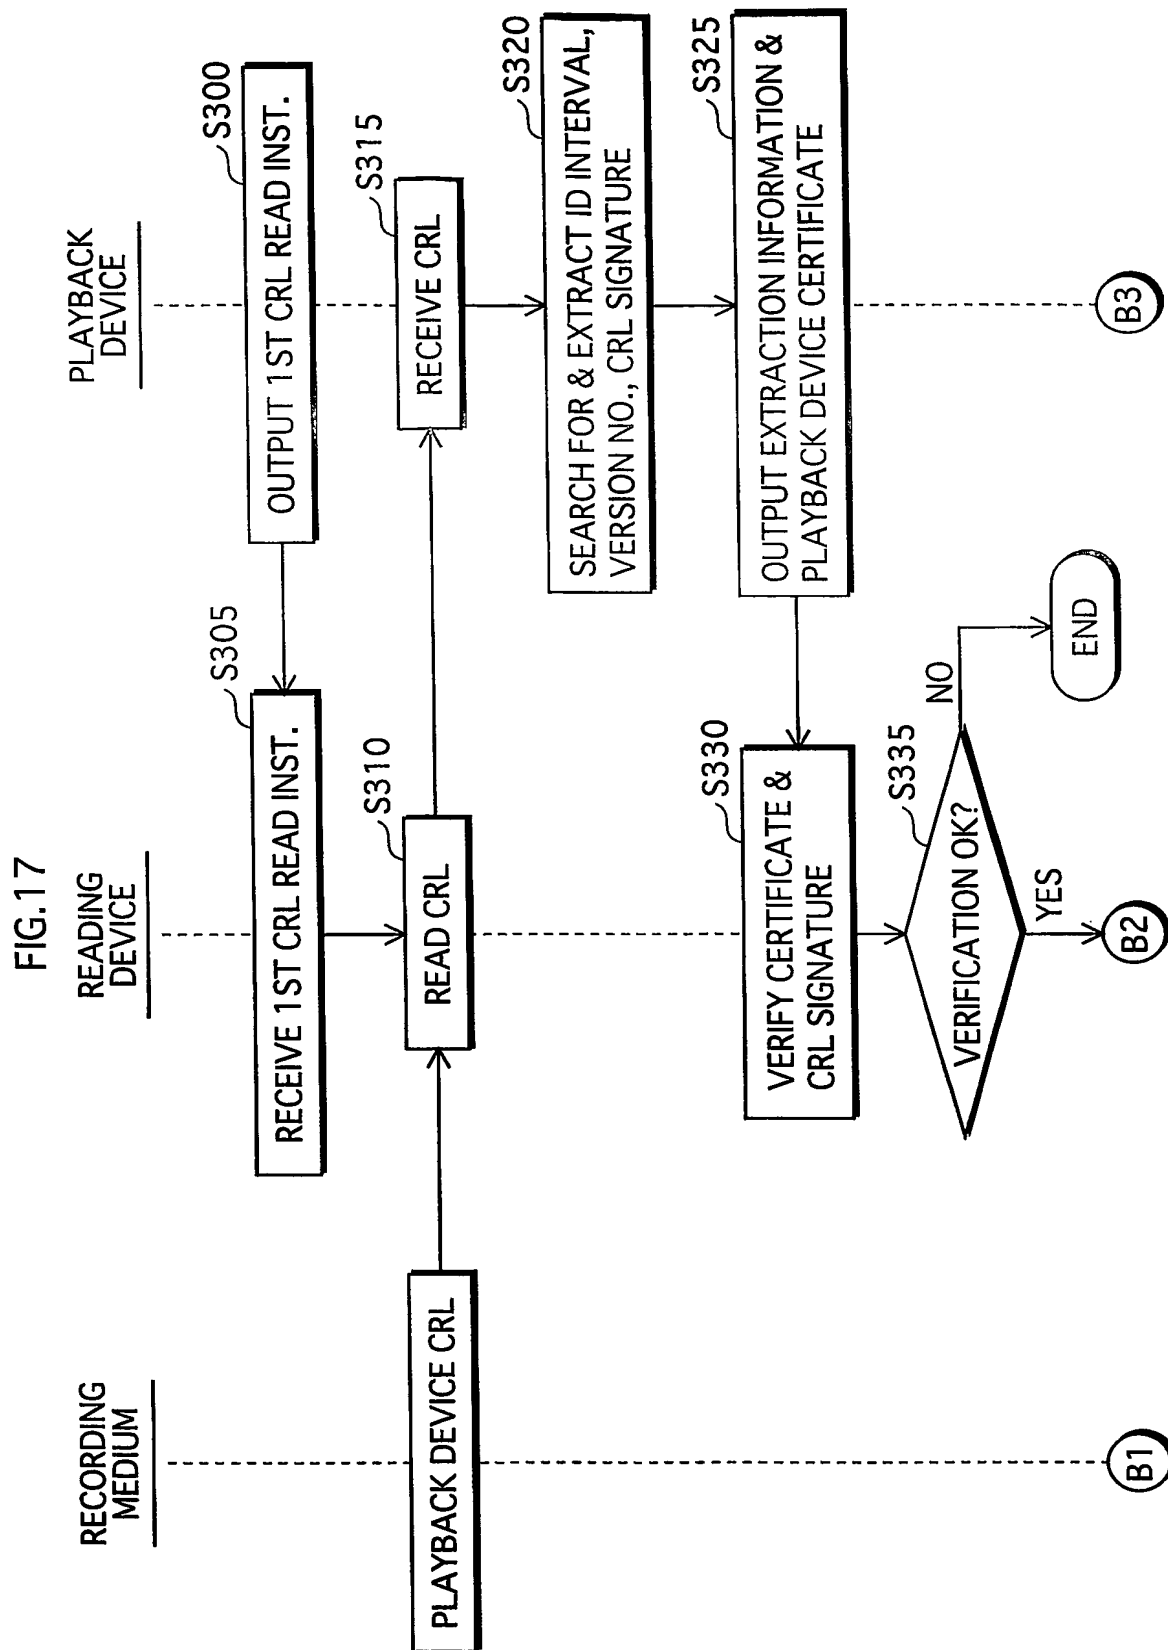 FIG.17
RECORDING
MEDIUM
READING
DEVICE
PLAYBACK
DEVICE
S300
OUTPUT 1ST CRL READ INST.
S305
RECEIVE 1ST CRL READ INST.
S310
READ CRL
PLAYBACK DEVICE CRL
S315
RECEIVE CRL
S320
SEARCH FOR & EXTRACT ID INTERVAL,
VERSION NO., CRL SIGNATURE
S325
OUTPUT EXTRACTION INFORMATION &
PLAYBACK DEVICE CERTIFICATE
S330
VERIFY CERTIFICATE &
CRL SIGNATURE
S335
VERIFICATION OK?
NO
END
YES
B1
B2
B3